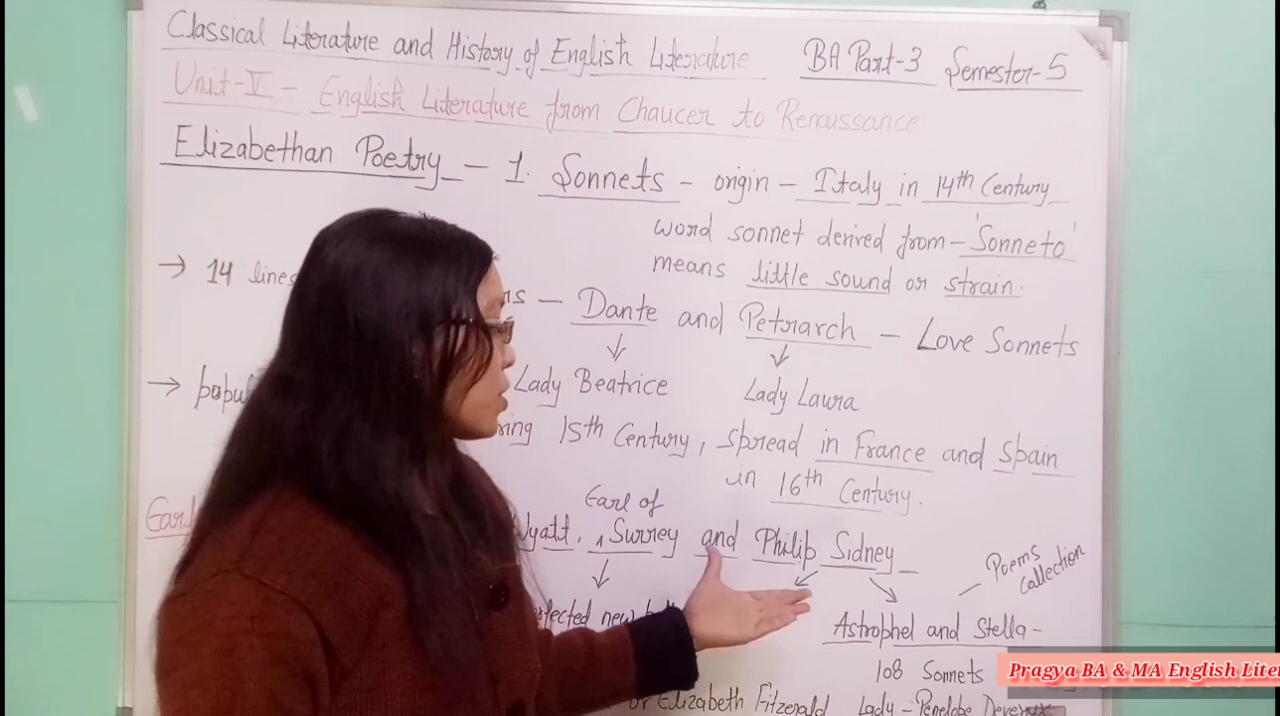 Classical Literature and History of English Literature BA Part-3 Semester-5
Unit-V - English Literature from Chaucer to Renaissance
Elizabethan Poetry - 1. Sonnets - origin - Italy in 14th Century
word sonnet derived from - 'Sonneto'
means little sound or strain.
→ 14 lines
Dante and Petrarch - Love Sonnets
Lady Beatrice Lady Laura
→ 15th Century, spread in France and Spain
in 16th Century.
Earl of
Surrey and Philip Sidney
Poems collection
Astrophel and Stella -
108 Sonnets
Elizabeth Fitzerald Lady - Penelobe
Pragya BA & MA English